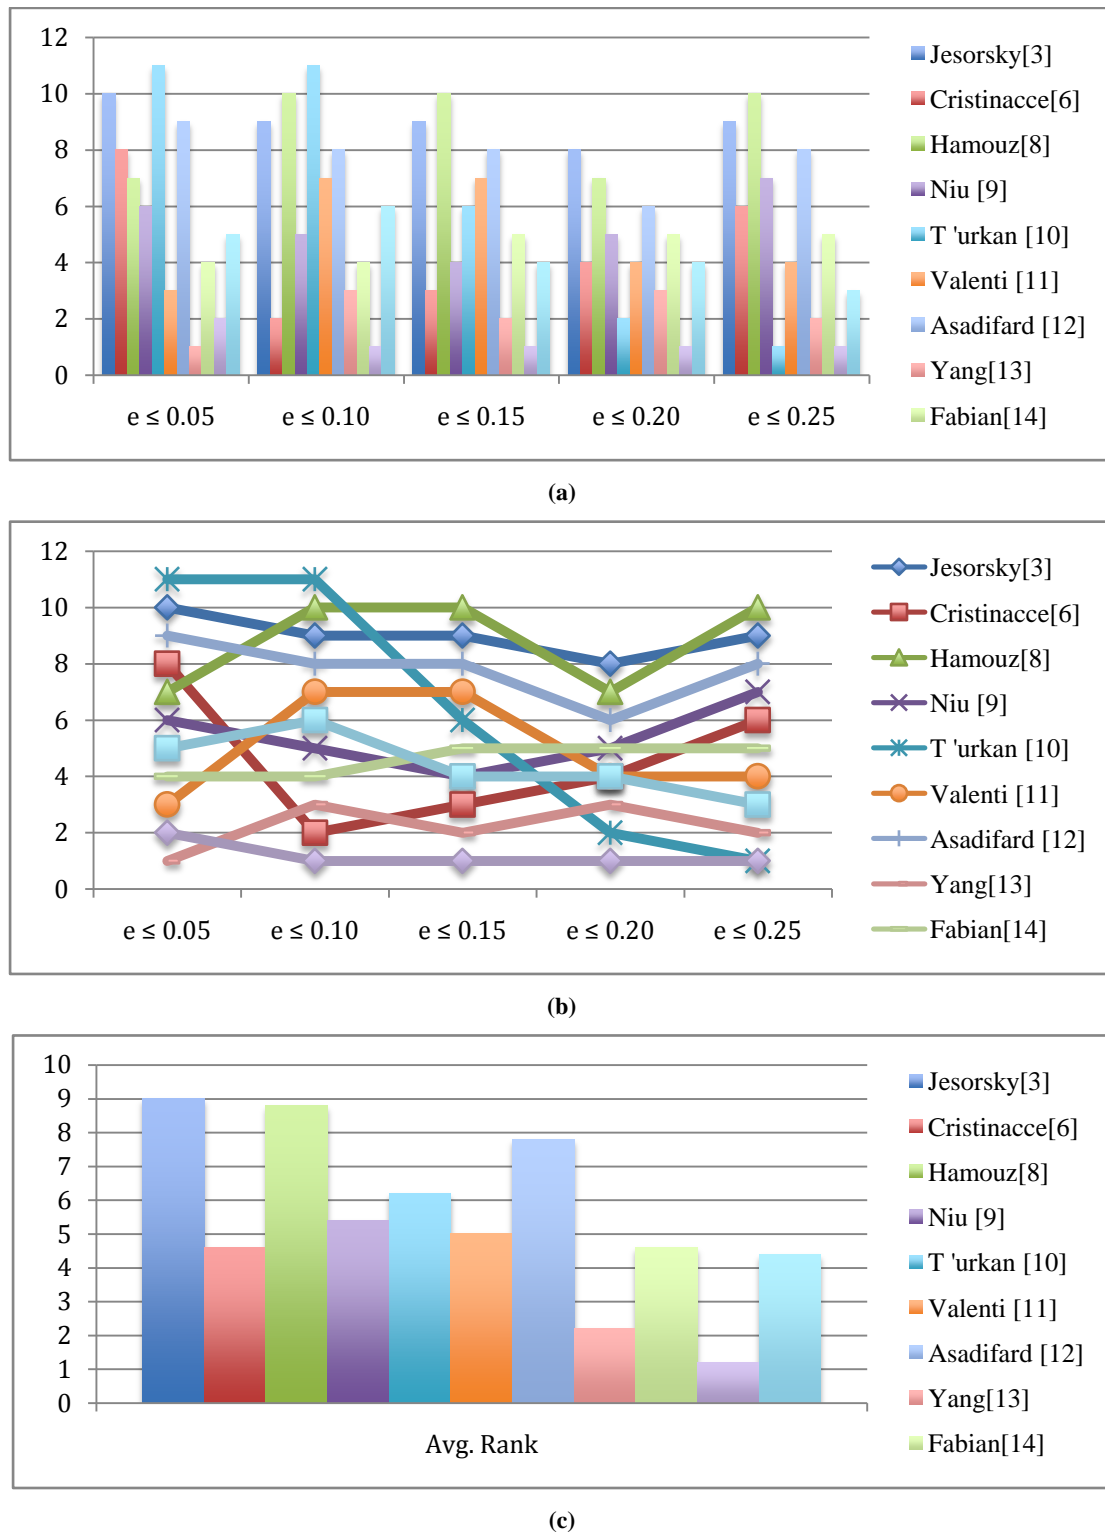 12
10
8
6
4
2
0
e ≤ 0.05 e ≤ 0.10 e ≤ 0.15 e ≤ 0.20 e ≤ 0.25
Jesorsky[3]
Cristinacce[6]
Hamouz[8]
Niu [9]
T 'urkan [10]
Valenti [11]
Asadifard [12]
Yang[13]
Fabian[14]
(a)
12
10
8
6
4
2
0
e ≤ 0.05 e ≤ 0.10 e ≤ 0.15 e ≤ 0.20 e ≤ 0.25
Jesorsky[3]
Cristinacce[6]
Hamouz[8]
Niu [9]
T 'urkan [10]
Valenti [11]
Asadifard [12]
Yang[13]
Fabian[14]
(b)
10
9
8
7
6
5
4
3
2
1
0
Avg. Rank
Jesorsky[3]
Cristinacce[6]
Hamouz[8]
Niu [9]
T 'urkan [10]
Valenti [11]
Asadifard [12]
Yang[13]
Fabian[14]
(c)